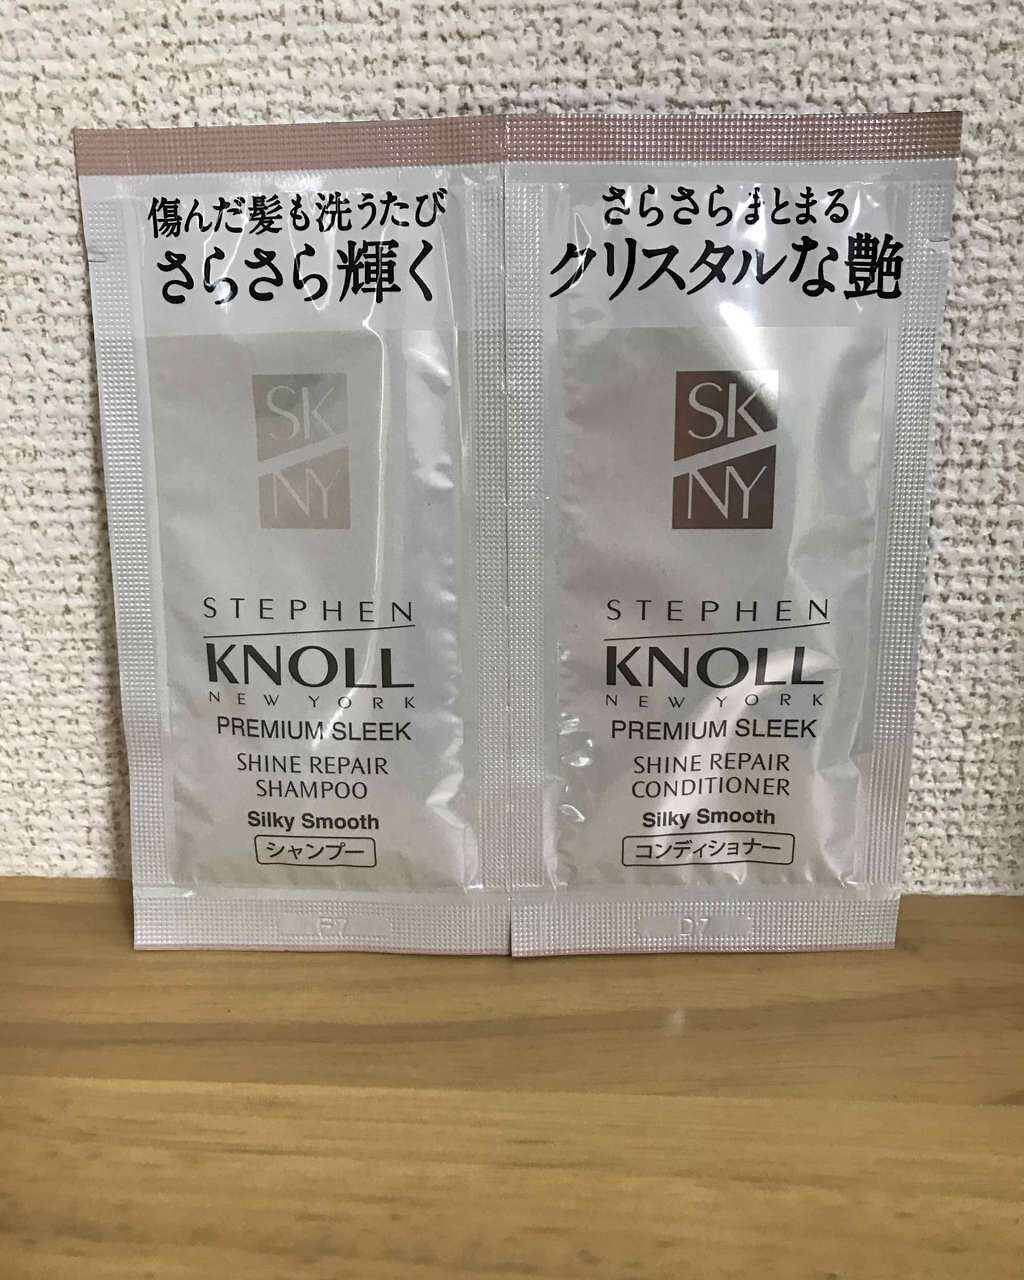 傷んだ髪も洗うたび
さらさら輝く
SK
NY
STEPHEN
KNOLL
NEW YORK
PREMIUM SLEEK
SHINE REPAIR
SHAMPOO
Silky Smooth
シャンプー
さらさらまとまる
クリスタルな艶
SK
NY
STEPHEN
KNOLL
NEW YORK
PREMIUM SLEEK
SHINE REPAIR
CONDITIONER
Silky Smooth
コンディショナー
D7